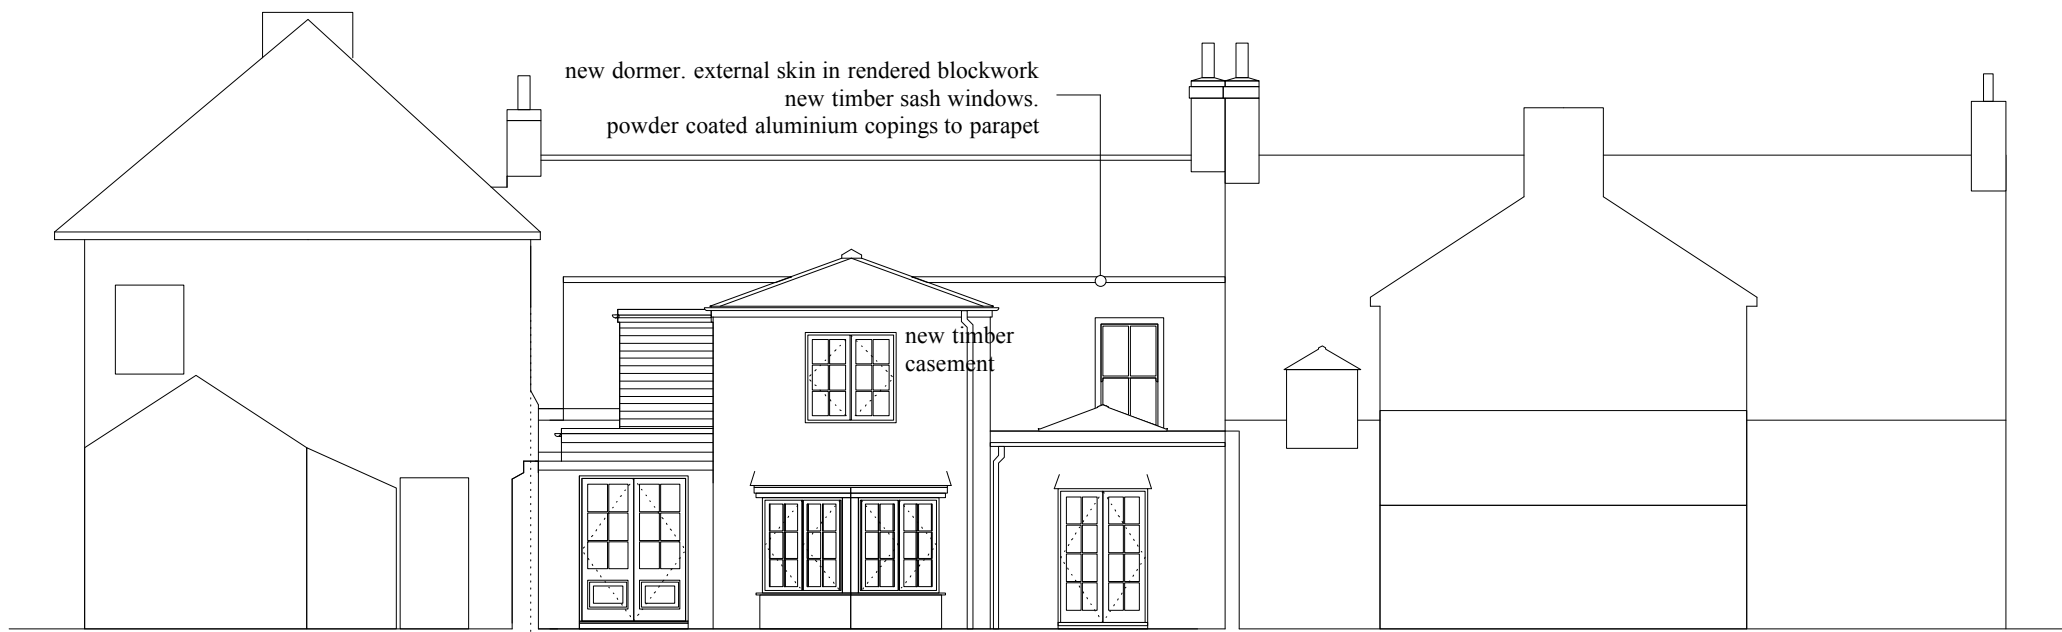 new dormer. external skin in rendered blockwork
new timber sash windows.
powder coated aluminium copings to parapet
new timber
casement